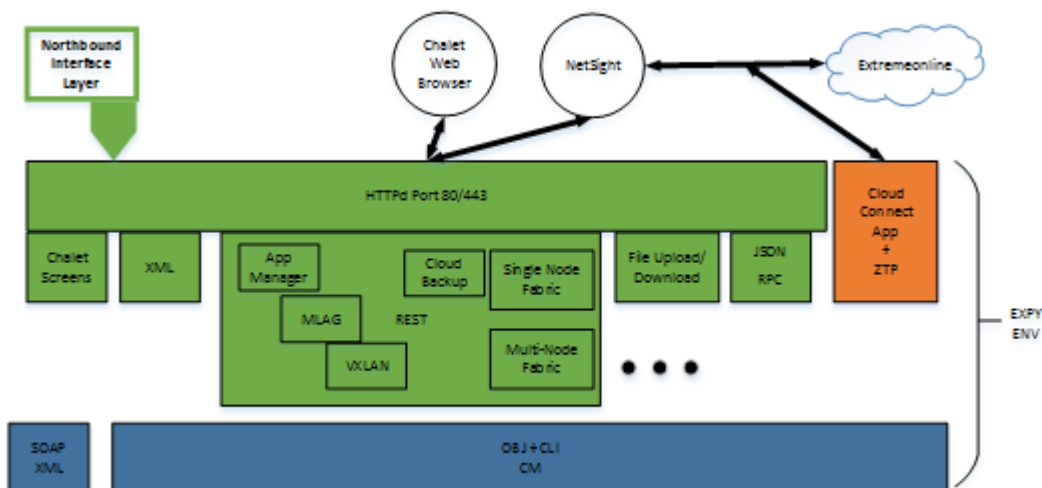 Northbound
Interface
Layer
Chalet
Web
Browser
NetSight
Extremeonline
HTTPd Port 80/443
Cloud
Connect
App
+
ZTP
Chalet
Screens
XML
App
Manager
Cloud
Backup
Single Node
Fabric
File Upload/
Download
JSON
RPC
MLAG
REST
VXLAN
Multi-Node
Fabric
EXPY
ENV
SOAP
XML
OBJ + CLI
CM